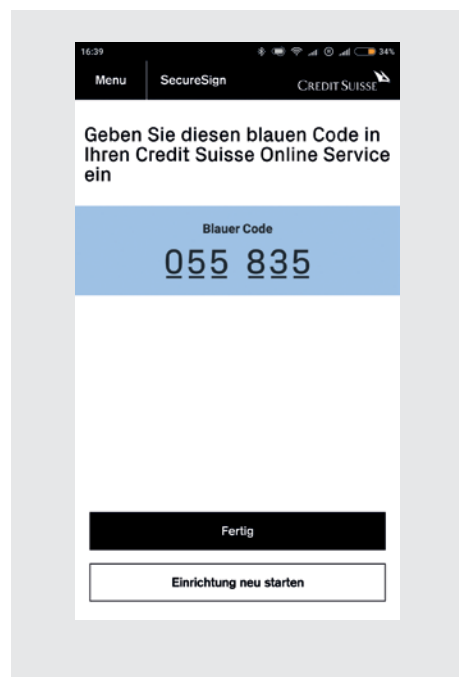 16:39 34%
Menu SecureSign CREDIT SUISSE
Geben Sie diesen blauen Code in
Ihren Credit Suisse Online Service
ein
Blauer Code
055 835
Fertig
Einrichtung neu starten